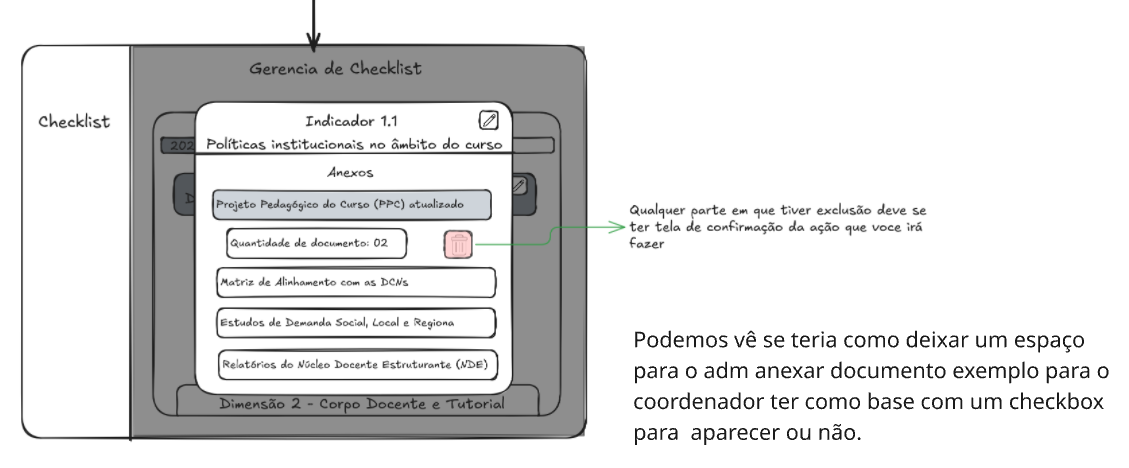 Gerencia de Checklist
Checklist
Indicador 1.1
202
Políticas institucionais no âmbito do curso
Anexos
D
Projeto Pedagógico do Curso (PPC) atualizado
Quantidade de documento: 02
Matriz de Alinhamento com as DCNs
Estudos de Demanda Social, Local e Regiona
Relatórios do Núcleo Docente Estruturante (NDE)
Dimensão 2 - Corpo Docente e Tutorial
Qualquer parte em que tiver exclusão deve se
ter tela de confirmação da ação que voce irá
fazer
Podemos vê se teria como deixar um espaço
para o adm anexar documento exemplo para o
coordenador ter como base com um checkbox
para aparecer ou não.